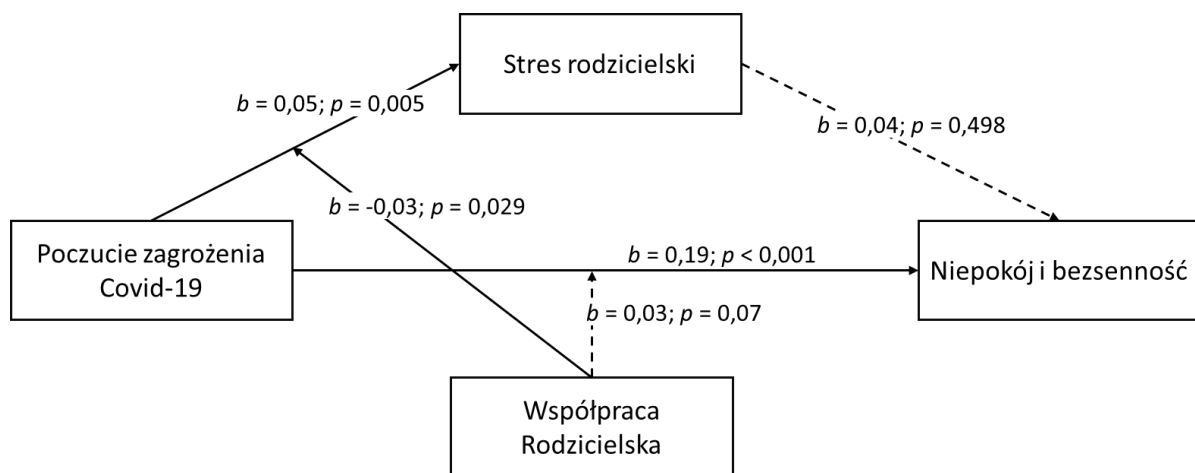 Stres rodzicielski
b = 0,05; p = 0,005
b = 0,04; p = 0,498
b = -0,03; p = 0,029
Poczucie zagrożenia
Covid-19
b = 0,19; p < 0,001
Niepokój i bezsenność
b = 0,03; p = 0,07
Współpraca
Rodzicielska